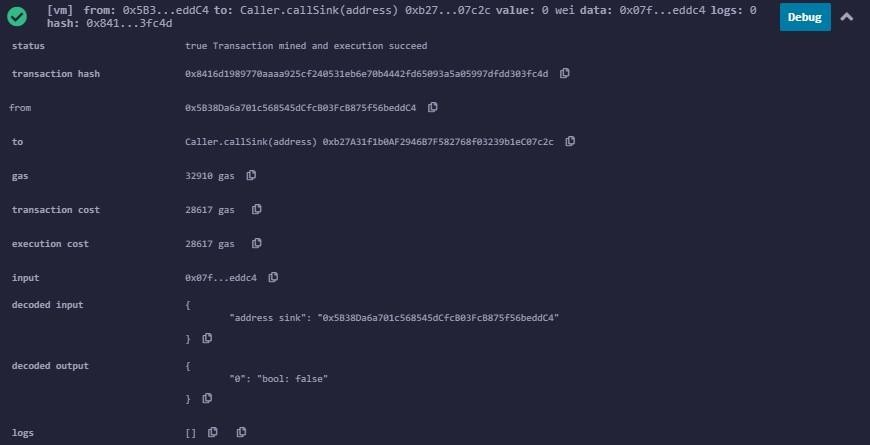 [vm] from: 0x5B3...eddC4 to: Caller.callSink(address) 0xb27...07c2c value: 0 wei data: 0x07f...eddc4 logs: 0
hash: 0x841...3fc4d
Debug
status true Transaction mined and execution succeed
transaction hash 0x8416d1989770aaaa925cf240531eb6e70b4442fd65093a5a05997dfdd303fc4d
from 0x5B38Da6a701c568545dCfcB03FcB875f56beddC4
to Caller.callSink(address) 0xb27A31f1b0AF2946B7F582768f03239b1eC07c2c
gas 32910 gas
transaction cost 28617 gas
execution cost 28617 gas
input 0x07f...eddc4
decoded input {
"address sink": "0x5B38Da6a701c568545dCfcB03FcB875f56beddC4"
}
decoded output {
"0": "bool: false"
}
logs []